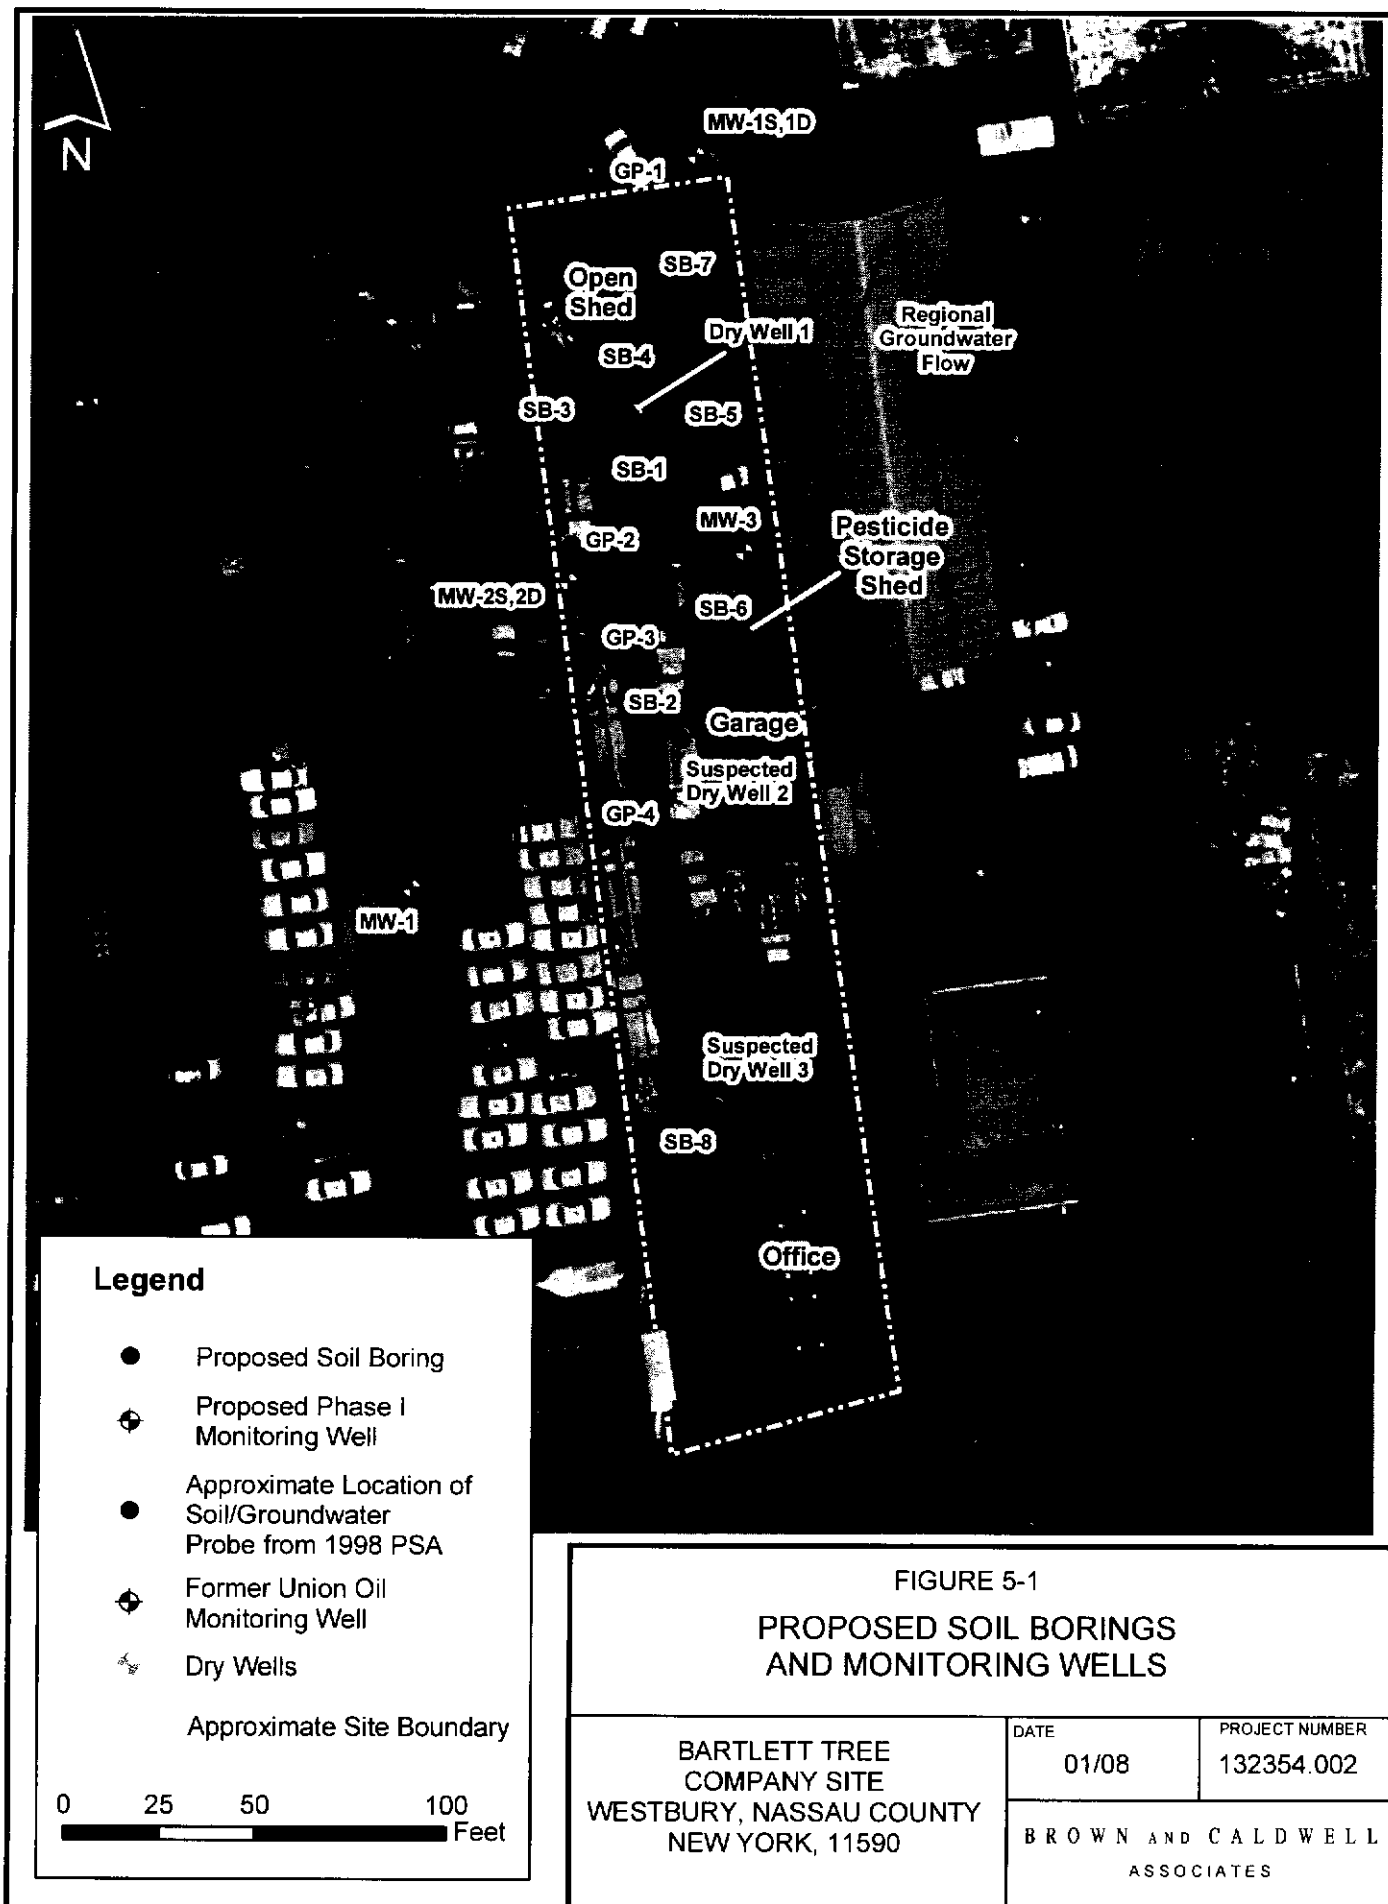 N
MW-1S,1D
GP-1
SB-7
Open
Shed
Regional
Groundwater
Flow
Dry Well 1
SB-4
SB-3
SB-5
SB-1
MW-3
Pesticide
Storage
Shed
GP-2
MW-2S,2D
SB-6
GP-3
SB-2
Garage
Suspected
Dry Well 2
GP-4
MW-1
Suspected
Dry Well 3
SB-8
Office
Legend
Proposed Soil Boring
Proposed Phase I
Monitoring Well
Approximate Location of
Soil/Groundwater
Probe from 1998 PSA
Former Union Oil
Monitoring Well
Dry Wells
Approximate Site Boundary
0 25 50 100
Feet
FIGURE 5-1
PROPOSED SOIL BORINGS
AND MONITORING WELLS
BARTLETT TREE
COMPANY SITE
WESTBURY, NASSAU COUNTY
NEW YORK, 11590
DATE
01/08
PROJECT NUMBER
132354.002
BROWN AND CALDWELL
ASSOCIATES